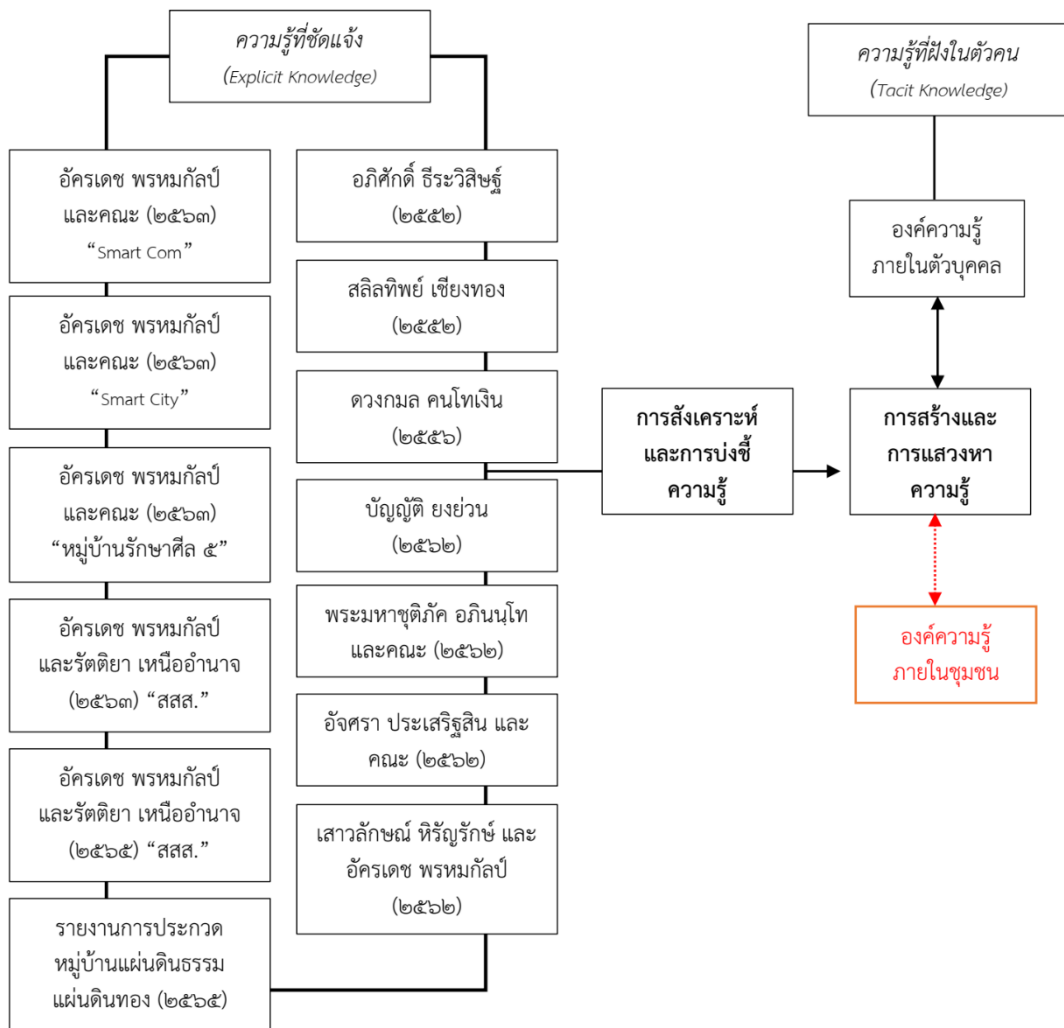 ความรู้ที่ชัดแจ้ง
(Explicit Knowledge)
อัครเดช พรหมกัลป์
และคณะ (๒๕๖๓)
“Smart Com”
อัครเดช พรหมกัลป์
และคณะ (๒๕๖๓)
“Smart City”
อัครเดช พรหมกัลป์
และคณะ (๒๕๖๓)
“หมู่บ้านรักษาศีล ๕”
อัครเดช พรหมกัลป์
และรัตติยา เหนืออำนาจ
(๒๕๖๓) “สสส.”
อัครเดช พรหมกัลป์
และรัตติยา เหนืออำนาจ
(๒๕๖๕) “สสส.”
รายงานการประกวด
หมู่บ้านแผ่นดินธรรม
แผ่นดินทอง (๒๕๖๕)
อภิศักดิ์ ธีระวิสิษฐ์
(๒๕๕๒)
สลิลทิพย์ เชียงทอง
(๒๕๕๒)
ดวงกมล คนโทเงิน
(๒๕๕๖)
บัญญัติ ยงย่วน
(๒๕๖๒)
พระมหาชุติภัค อภินนฺโท
และคณะ (๒๕๖๒)
อัจศรา ประเสริฐสิน และ
คณะ (๒๕๖๒)
เสาวลักษณ์ หิรัญรักษ์ และ
อัครเดช พรหมกัลป์
(๒๕๖๒)
การสังเคราะห์
และการบ่งชี้
ความรู้
ความรู้ที่ฝังในตัวคน
(Tacit Knowledge)
องค์ความรู้
ภายในตัวบุคคล
การสร้างและ
การแสวงหา
ความรู้
องค์ความรู้
ภายในชุมชน